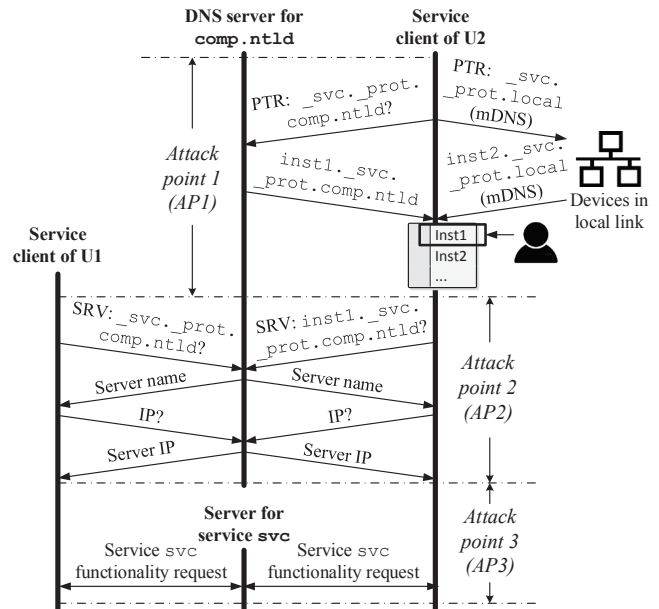 DNS server for
comp.ntld
Service
client of U2
PTR: _svc.
_prot.local
(mDNS)
PTR: _svc._prot.
comp.ntld?
Attack
point 1
(AP1)
inst1._svc.
_prot.comp.ntld
inst2._svc.
_prot.local
(mDNS)
Devices in
local link
Service
client of U1
Inst1
Inst2
...
SRV: _svc._prot.
comp.ntld?
SRV: inst1._svc.
_prot.comp.ntld?
Server name
Server name
Attack
point 2
(AP2)
IP?
IP?
Server IP
Server IP
Server for
service svc
Attack
point 3
(AP3)
Service svc
functionality request
Service svc
functionality request